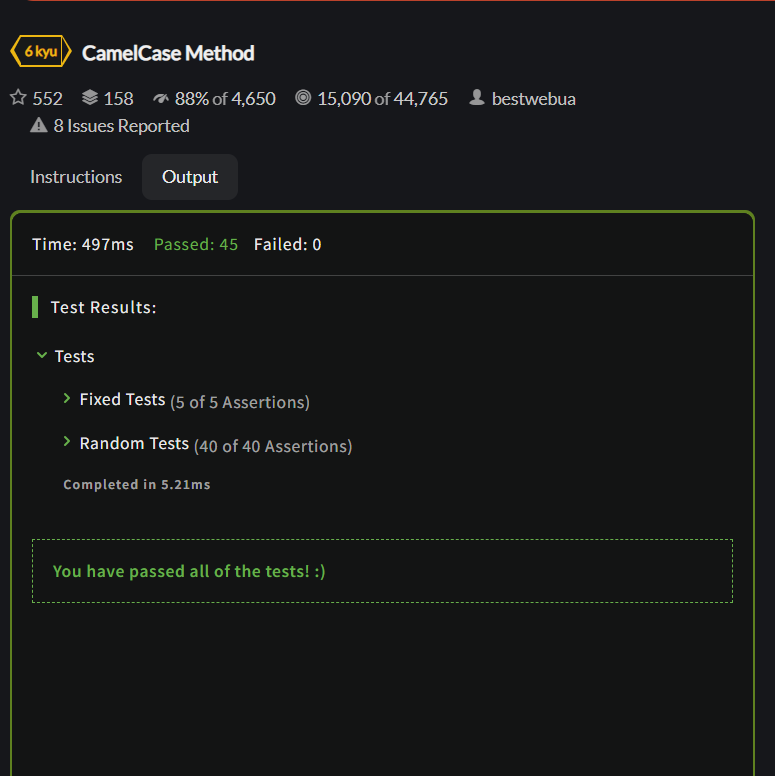 6 kyu CamelCase Method
552 158 88% of 4,650 15,090 of 44,765 bestwebua
8 Issues Reported
Instructions Output
Time: 497ms Passed: 45 Failed: 0
Test Results:
Tests
Fixed Tests (5 of 5 Assertions)
Random Tests (40 of 40 Assertions)
Completed in 5.21ms
You have passed all of the tests! :)